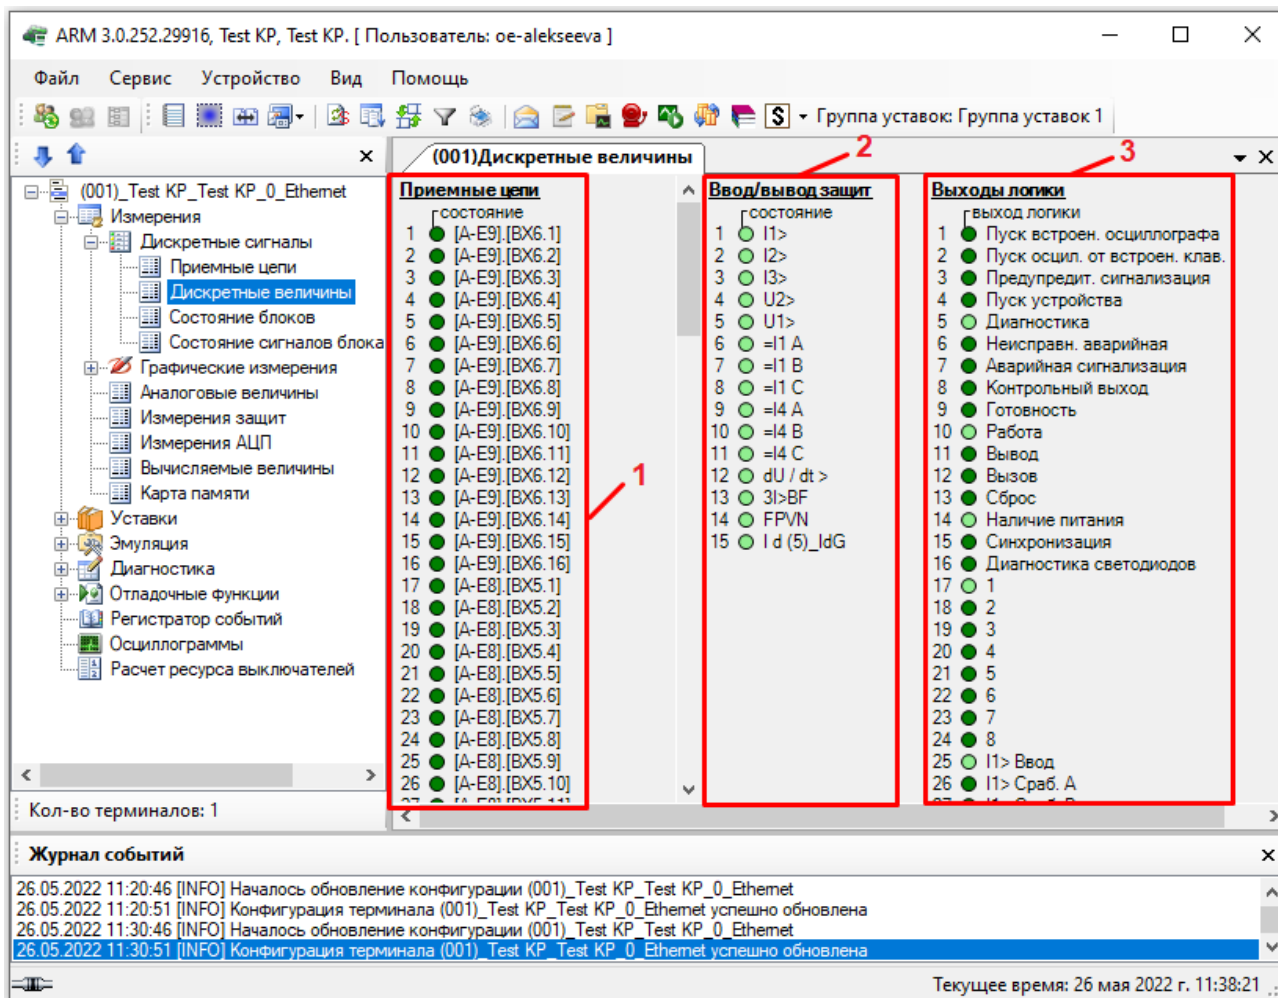 ARM 3.0.252.29916, Test KP, Test KP. [ Пользователь: oe-alekseeva ]
Файл Сервис Устройство Вид Помощь
Группа уставок: Группа уставок 1
(001)_Test KP_Test KP_0_Ethernet
Измерения
Дискретные сигналы
Приемные цепи
Дискретные величины
Состояние блоков
Состояние сигналов блока
Графические измерения
Аналоговые величины
Измерения защит
Измерения АЦП
Вычисляемые величины
Карта памяти
Уставки
Эмуляция
Диагностика
Отладочные функции
Регистратор событий
Осциллограммы
Расчет ресурса выключателей
Кол-во терминалов: 1
(001)Дискретные величины
1
Приемные цепи
состояние
1 [A-E9].[BX6.1]
2 [A-E9].[BX6.2]
3 [A-E9].[BX6.3]
4 [A-E9].[BX6.4]
5 [A-E9].[BX6.5]
6 [A-E9].[BX6.6]
7 [A-E9].[BX6.7]
8 [A-E9].[BX6.8]
9 [A-E9].[BX6.9]
10 [A-E9].[BX6.10]
11 [A-E9].[BX6.11]
12 [A-E9].[BX6.12]
13 [A-E9].[BX6.13]
14 [A-E9].[BX6.14]
15 [A-E9].[BX6.15]
16 [A-E9].[BX6.16]
17 [A-E8].[BX5.1]
18 [A-E8].[BX5.2]
19 [A-E8].[BX5.3]
20 [A-E8].[BX5.4]
21 [A-E8].[BX5.5]
22 [A-E8].[BX5.6]
23 [A-E8].[BX5.7]
24 [A-E8].[BX5.8]
25 [A-E8].[BX5.9]
26 [A-E8].[BX5.10]
27 [A-E8].[BX5.11]
2
Ввод/вывод защит
состояние
1 I1>
2 I2>
3 I3>
4 U2>
5 U1>
6 =I1 A
7 =I1 B
8 =I1 C
9 =I4 A
10 =I4 B
11 =I4 C
12 dU / dt >
13 3I>BF
14 FPVN
15 I d (5)_IdG
3
Выходы логики
выход логики
1 Пуск встроен. осциллографа
2 Пуск осцил. от встроен. клав.
3 Предупредит. сигнализация
4 Пуск устройства
5 Диагностика
6 Неисправн. аварийная
7 Аварийная сигнализация
8 Контрольный выход
9 Готовность
10 Работа
11 Вывод
12 Вызов
13 Сброс
14 Наличие питания
15 Синхронизация
16 Диагностика светодиодов
17 1
18 2
19 3
20 4
21 5
22 6
23 7
24 8
25 I1> Ввод
26 I1> Сраб. A
Журнал событий
26.05.2022 11:20:46 [INFO] Началось обновление конфигурации (001)_Test KP_Test KP_0_Ethernet
26.05.2022 11:20:51 [INFO] Конфигурация терминала (001)_Test KP_Test KP_0_Ethernet успешно обновлена
26.05.2022 11:30:46 [INFO] Началось обновление конфигурации (001)_Test KP_Test KP_0_Ethernet
26.05.2022 11:30:51 [INFO] Конфигурация терминала (001)_Test KP_Test KP_0_Ethernet успешно обновлена
Текущее время: 26 мая 2022 г. 11:38:21